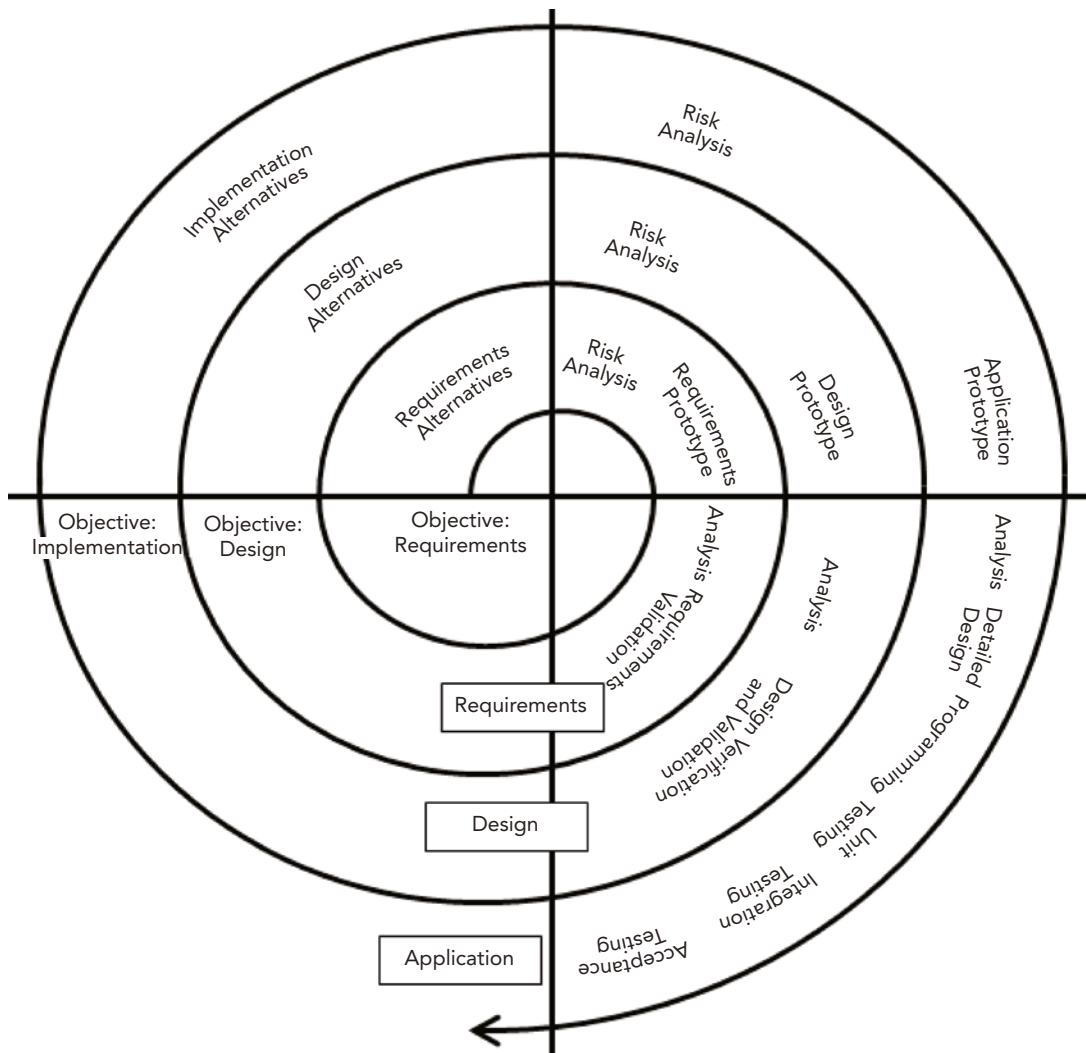 Risk
Analysis
Implementation
Alternatives
Risk
Analysis
Design
Alternatives
Risk
Analysis
Requirements
Alternatives
Requirements
Prototype
Design
Prototype
Application
Prototype
Objective:
Implementation
Objective:
Design
Objective:
Requirements
Analysis
Requirements
Validation
Analysis
Design Verification
and Validation
Analysis
Detailed
Design
Programming
Unit
Testing
Integration
Testing
Acceptance
Testing
Requirements
Design
Application